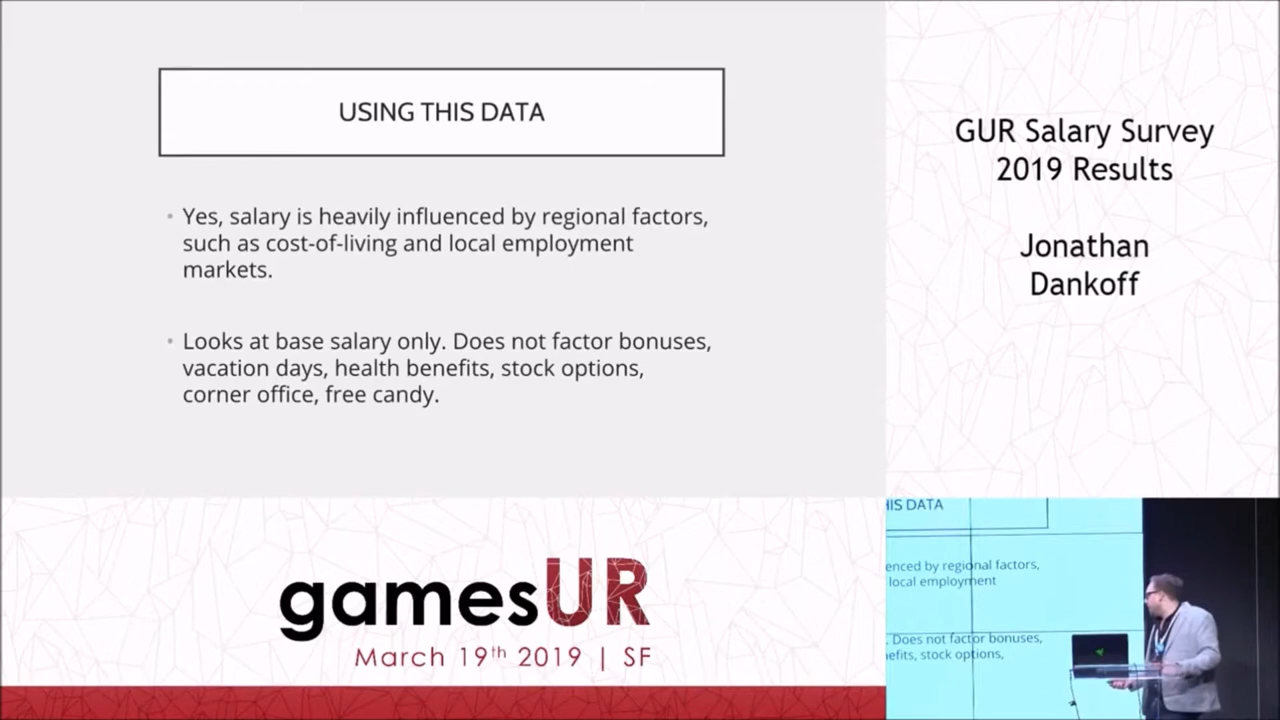 USING THIS DATA
• Yes, salary is heavily influenced by regional factors,
such as cost-of-living and local employment
markets.
• Looks at base salary only. Does not factor bonuses,
vacation days, health benefits, stock options,
corner office, free candy.
GUR Salary Survey
2019 Results
Jonathan
Dankoff
gamesUR
March 19th 2019 | SF
HIS DATA
enced by regional factors,
local employment
. Does not factor bonuses,
nefits, stock options,